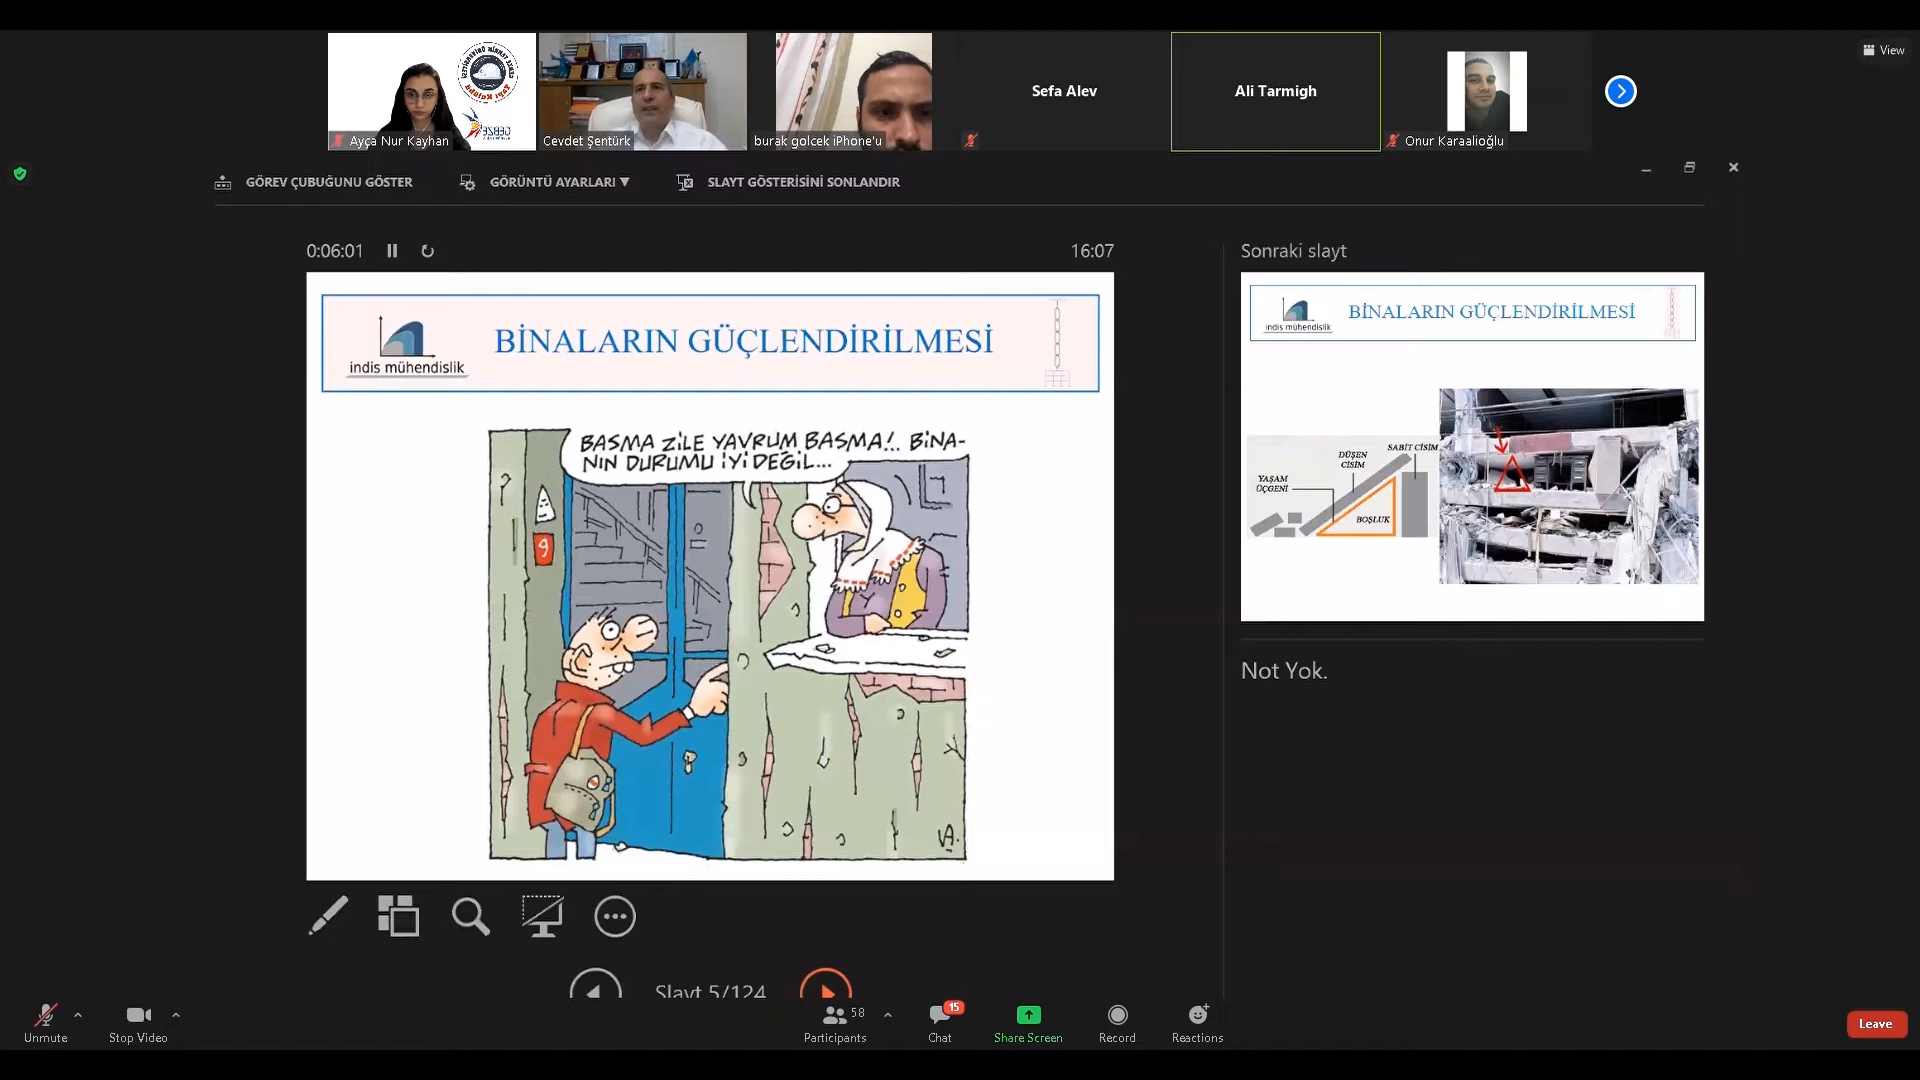 View
Ayça Nur Kayhan
Cevdet Şentürk
burak golcek iPhone'u
Sefa Alev
Ali Tarmigh
Onur Karaalioğlu
GÖREV ÇUBUĞUNU GÖSTER
GÖRÜNTÜ AYARLARI ▼
SLAYT GÖSTERİSİNİ SONLANDIR
0:06:01
16:07
indis mühendislik
BİNALARIN GÜÇLENDİRİLMESİ
BASMA ZİLE YAVRUM BASMA!.. BİNA-
NIN DURUMU İYİ DEĞİL...
9
Sonraki slayt
indis mühendislik
BİNALARIN GÜÇLENDİRİLMESİ
SABİT CİSİM
DÜŞEN
CİSİM
YAŞAM
ÜÇGENİ
BOŞLUK
Not Yok.
Slayt 5/124
Unmute
Stop Video
58
Participants
15
Chat
Share Screen
Record
Reactions
Leave